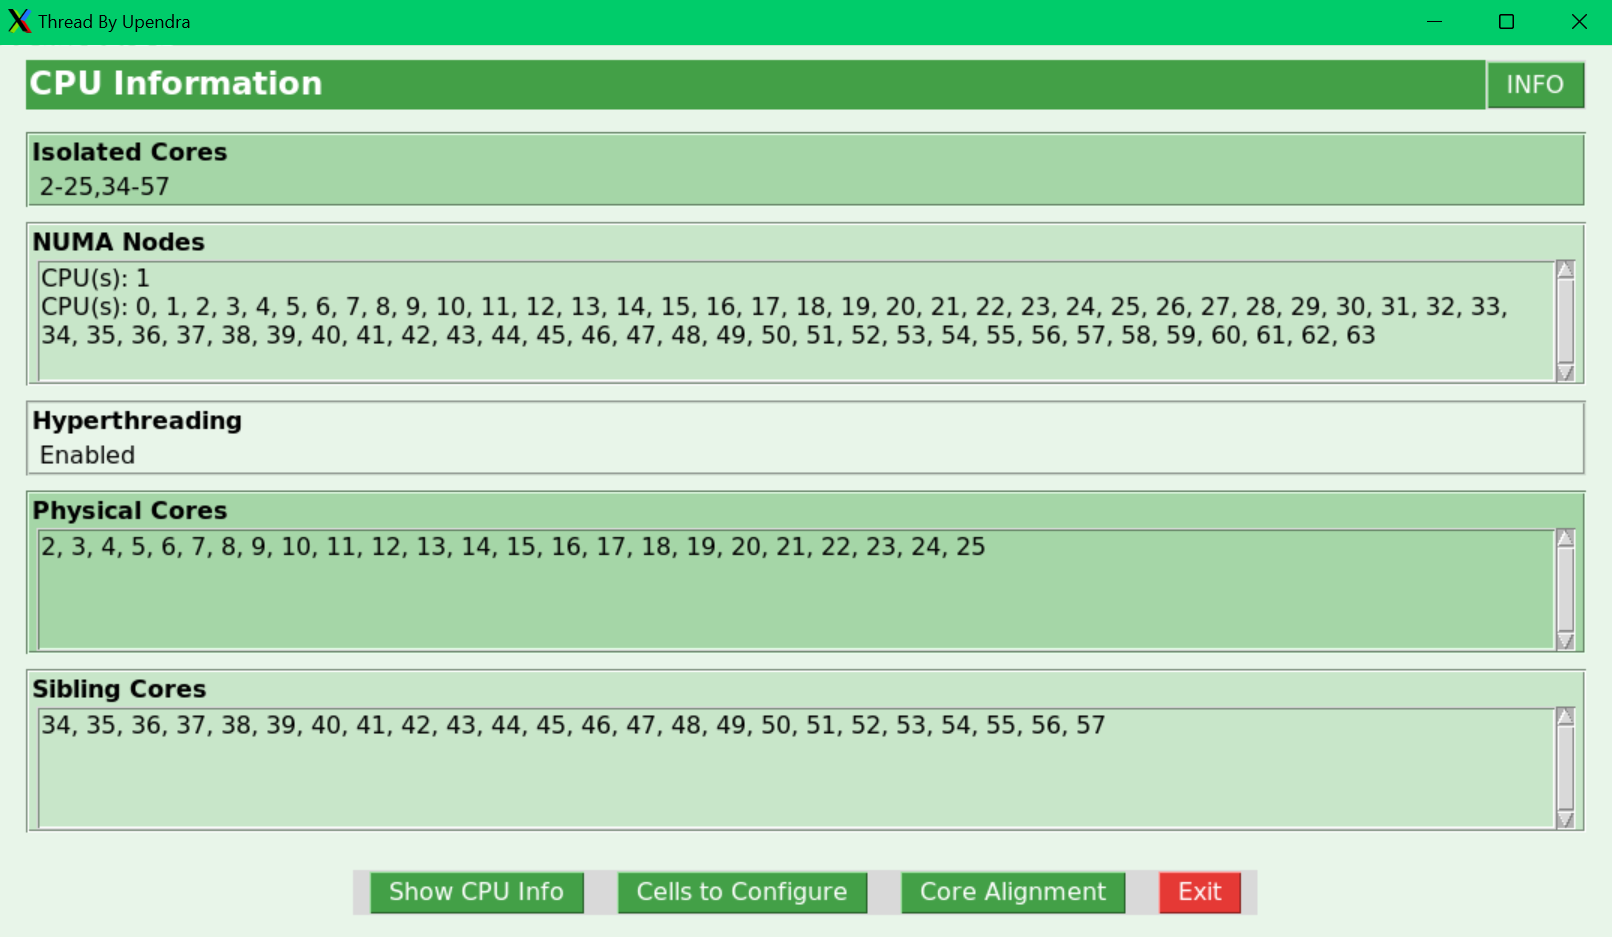 Thread By Upendra
CPU Information
INFO
Isolated Cores
2-25,34-57
NUMA Nodes
CPU(s): 1
CPU(s): 0, 1, 2, 3, 4, 5, 6, 7, 8, 9, 10, 11, 12, 13, 14, 15, 16, 17, 18, 19, 20, 21, 22, 23, 24, 25, 26, 27, 28, 29, 30, 31, 32, 33,
34, 35, 36, 37, 38, 39, 40, 41, 42, 43, 44, 45, 46, 47, 48, 49, 50, 51, 52, 53, 54, 55, 56, 57, 58, 59, 60, 61, 62, 63
Hyperthreading
Enabled
Physical Cores
2, 3, 4, 5, 6, 7, 8, 9, 10, 11, 12, 13, 14, 15, 16, 17, 18, 19, 20, 21, 22, 23, 24, 25
Sibling Cores
34, 35, 36, 37, 38, 39, 40, 41, 42, 43, 44, 45, 46, 47, 48, 49, 50, 51, 52, 53, 54, 55, 56, 57
Show CPU Info
Cells to Configure
Core Alignment
Exit